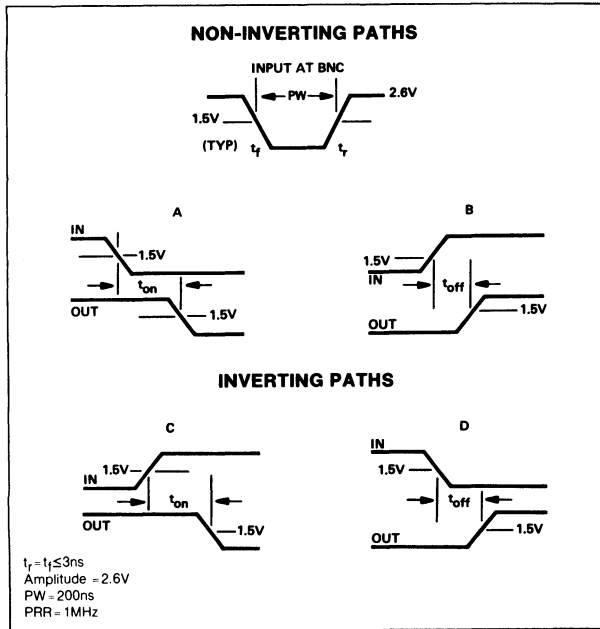 NON-INVERTING PATHS
INPUT AT BNC
PW
2.6V
1.5V
(TYP)
tf
tr
A
IN
1.5V
ton
OUT
1.5V
B
1.5V
IN
toff
OUT
1.5V
INVERTING PATHS
C
1.5V
IN
ton
OUT
1.5V
D
IN
1.5V
toff
OUT
1.5V
tr = tf ≤ 3ns
Amplitude = 2.6V
PW = 200ns
PRR = 1MHz